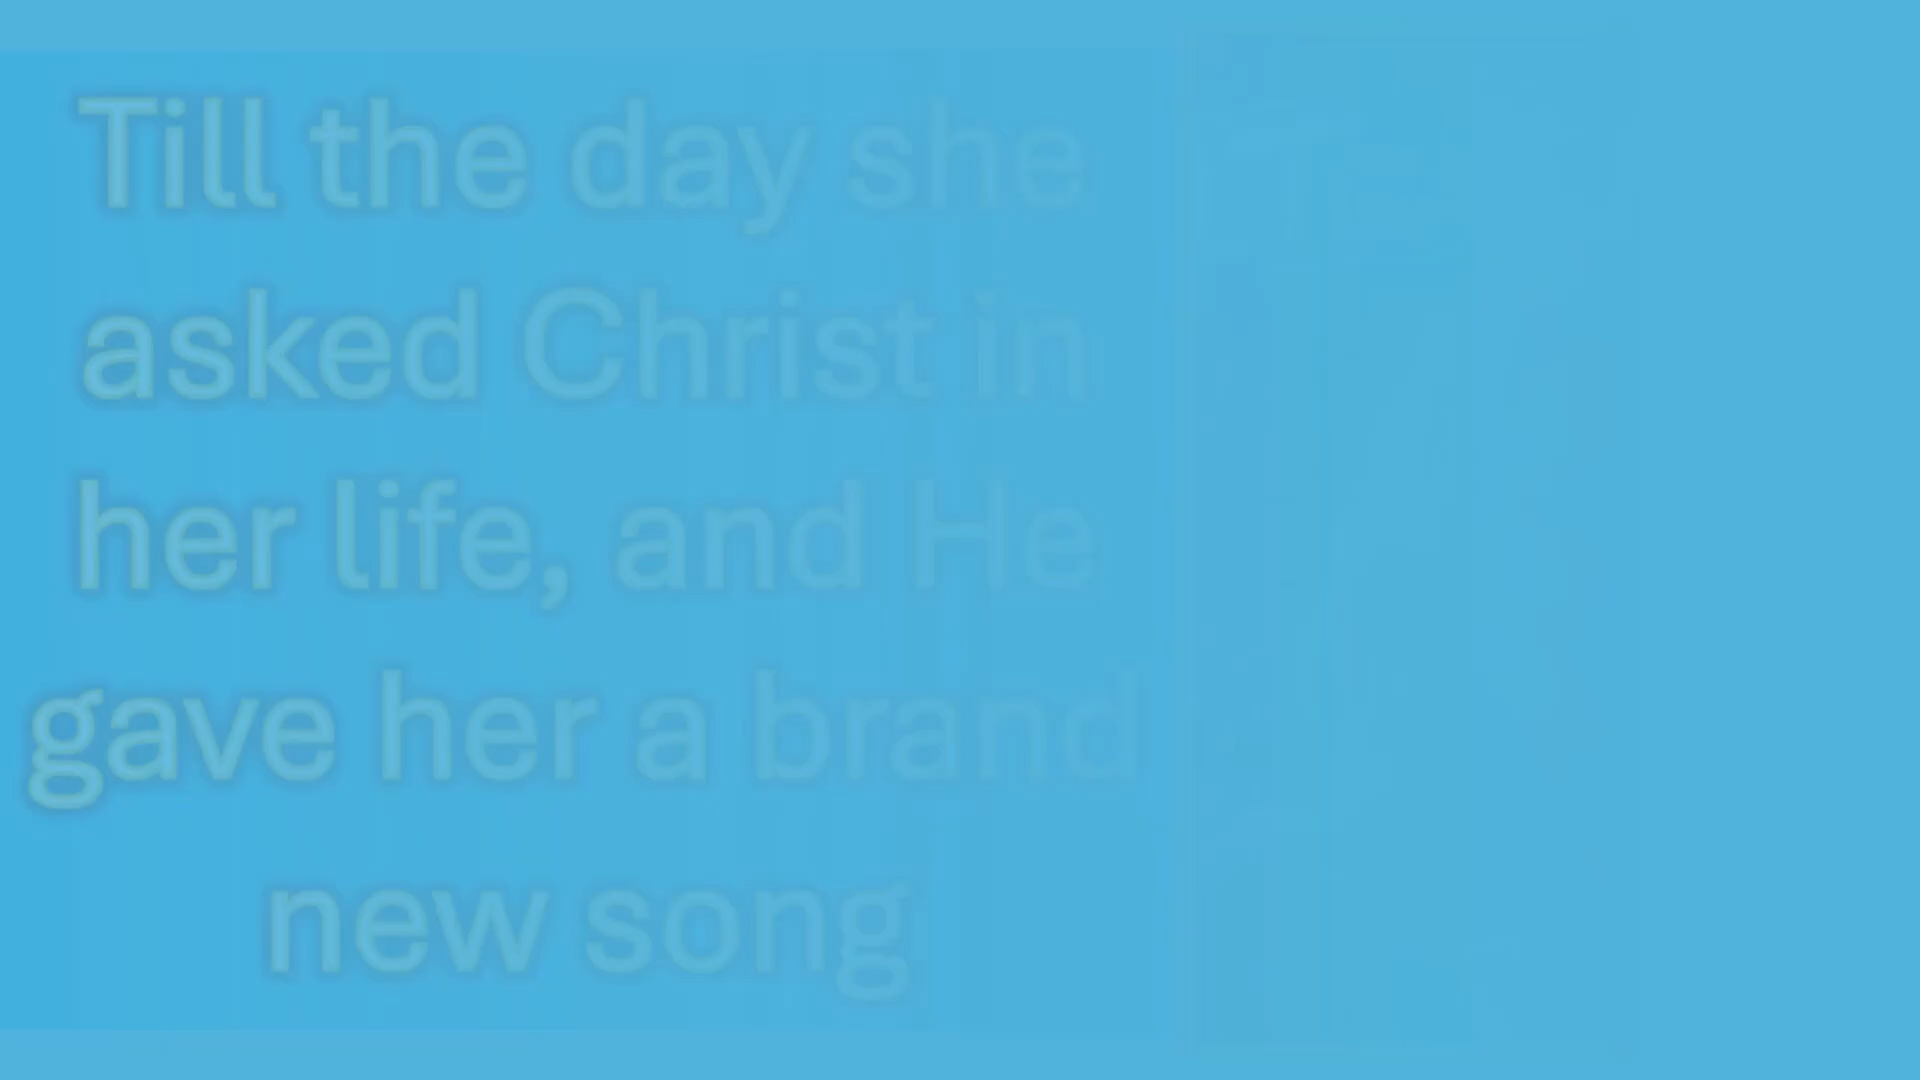 Till the day she
asked Christ in
her life, and He
gave her a brand
new song